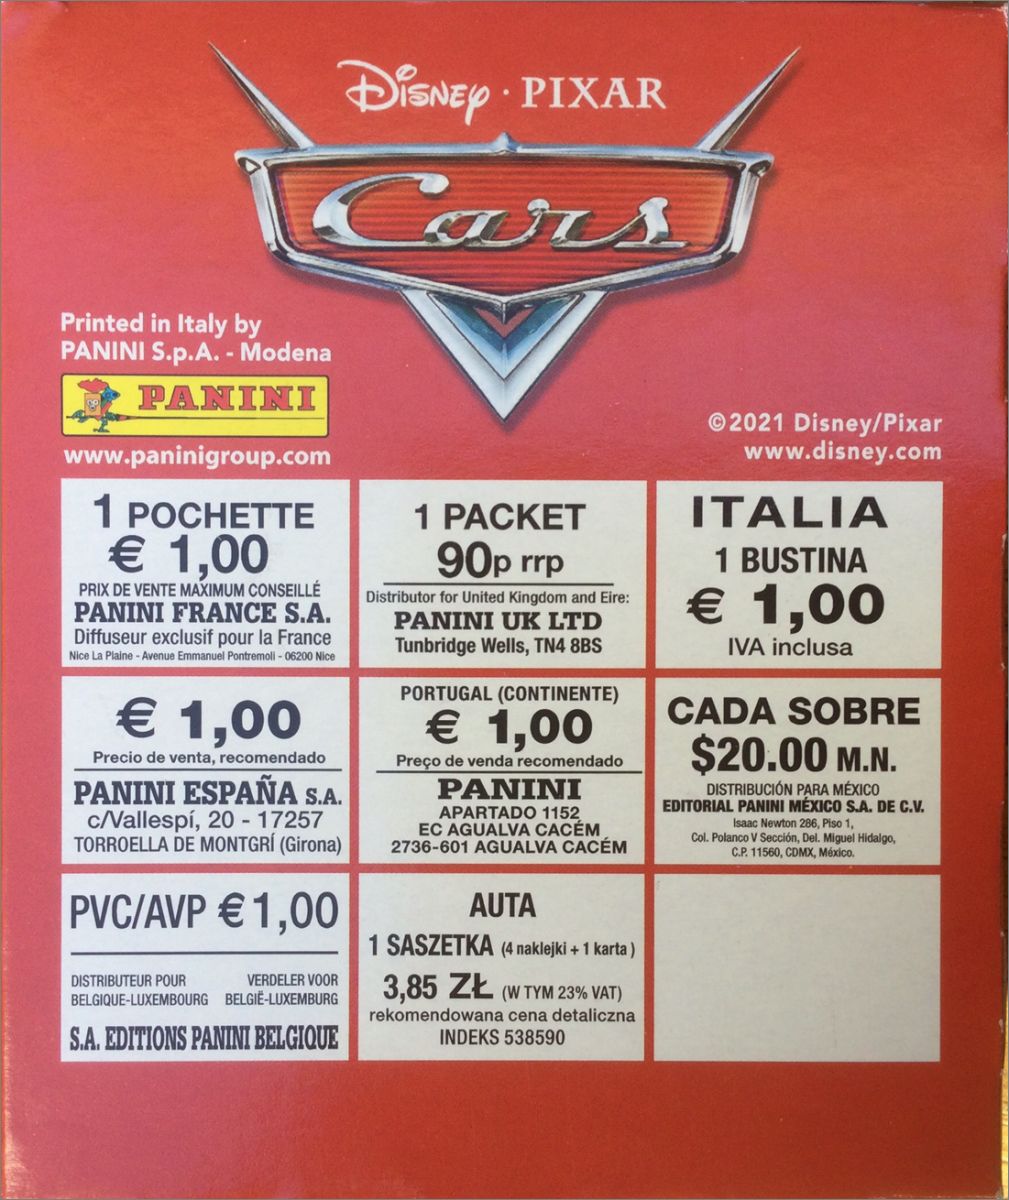 Disney · PIXAR
Cars
Printed in Italy by
PANINI S.p.A. - Modena
PANINI
www.paninigroup.com
©2021 Disney/Pixar
www.disney.com
1 POCHETTE
€ 1,00
PRIX DE VENTE MAXIMUM CONSEILLÉ
PANINI FRANCE S.A.
Diffuseur exclusif pour la France
Nice La Plaine - Avenue Emmanuel Pontremoli - 06200 Nice
1 PACKET
90p rrp
Distributor for United Kingdom and Eire:
PANINI UK LTD
Tunbridge Wells, TN4 8BS
ITALIA
1 BUSTINA
€ 1,00
IVA inclusa
€ 1,00
Precio de venta, recomendado
PANINI ESPAÑA S.A.
c/Vallespí, 20 - 17257
TORROELLA DE MONTGRÍ (Girona)
PORTUGAL (CONTINENTE)
€ 1,00
Preço de venda recomendado
PANINI
APARTADO 1152
EC AGUALVA CACÉM
2736-601 AGUALVA CACÉM
CADA SOBRE
$20.00 M.N.
DISTRIBUCIÓN PARA MÉXICO
EDITORIAL PANINI MÉXICO S.A. DE C.V.
Isaac Newton 286, Piso 1,
Col. Polanco V Sección, Del. Miguel Hidalgo,
C.P. 11560, CDMX, México.
PVC/AVP € 1,00
DISTRIBUTEUR POUR VERDELER VOOR
BELGIQUE-LUXEMBOURG BELGIË-LUXEMBURG
S.A. EDITIONS PANINI BELGIQUE
AUTA
1 SASZETKA (4 naklejki + 1 karta )
3,85 ZŁ (W TYM 23% VAT)
rekomendowana cena detaliczna
INDEKS 538590